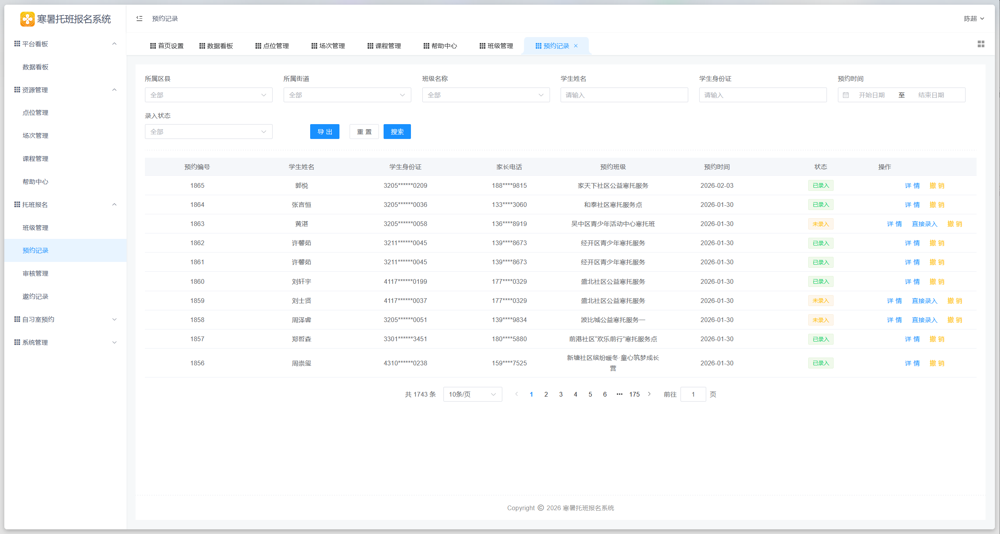 寒暑托班报名系统
预约记录
陈超
平台看板
数据看板
资源管理
点位管理
场次管理
课程管理
帮助中心
托班报名
班级管理
预约记录
审核管理
邀约记录
自习室预约
系统管理
首页设置 数据看板 点位管理 场次管理 课程管理 帮助中心 班级管理 预约记录
所属区县 所属街道 班级名称 学生姓名 学生身份证 预约时间
全部 全部 全部 请输入 请输入 开始日期 至 结束日期
录入状态
全部 导出 重置 搜索
预约编号 学生姓名 学生身份证 家长电话 预约班级 预约时间 状态 操作
1865 郭悦 3205******0209 188****9815 家天下社区公益寒托服务 2026-02-03 已录入 详情 撤销
1864 张言恒 3205******0036 133****3060 和泰社区寒托服务点 2026-01-30 已录入 详情 撤销
1863 黄湛 3205******0058 136****8919 吴中区青少年活动中心寒托班 2026-01-30 未录入 详情 直接录入 撤销
1862 许馨茹 3211******0045 139****8673 经开区青少年寒托服务 2026-01-30 已录入 详情 撤销
1861 许馨茹 3211******0045 139****8673 经开区青少年寒托服务 2026-01-30 已录入 详情 撤销
1860 刘轩宇 4117******0199 177****0329 盛北社区公益寒托服务 2026-01-30 已录入 详情 撤销
1859 刘士贤 4117******0037 177****0329 盛北社区公益寒托服务 2026-01-30 未录入 详情 直接录入 撤销
1858 周泽睿 3205******0051 139****9834 波比城公益寒托服务一 2026-01-30 未录入 详情 直接录入 撤销
1857 郑哲森 3301******3451 180****5880 前港社区“欢乐前行”寒托服务点 2026-01-30 已录入 详情 撤销
1856 周崇玺 4310******0238 159****7525 新塘社区缤纷暖冬·童心筑梦成长营 2026-01-30 已录入 详情 撤销
共 1743 条 10条/页 1 2 3 4 5 6 ••• 175 前往 1 页
Copyright © 2026 寒暑托班报名系统